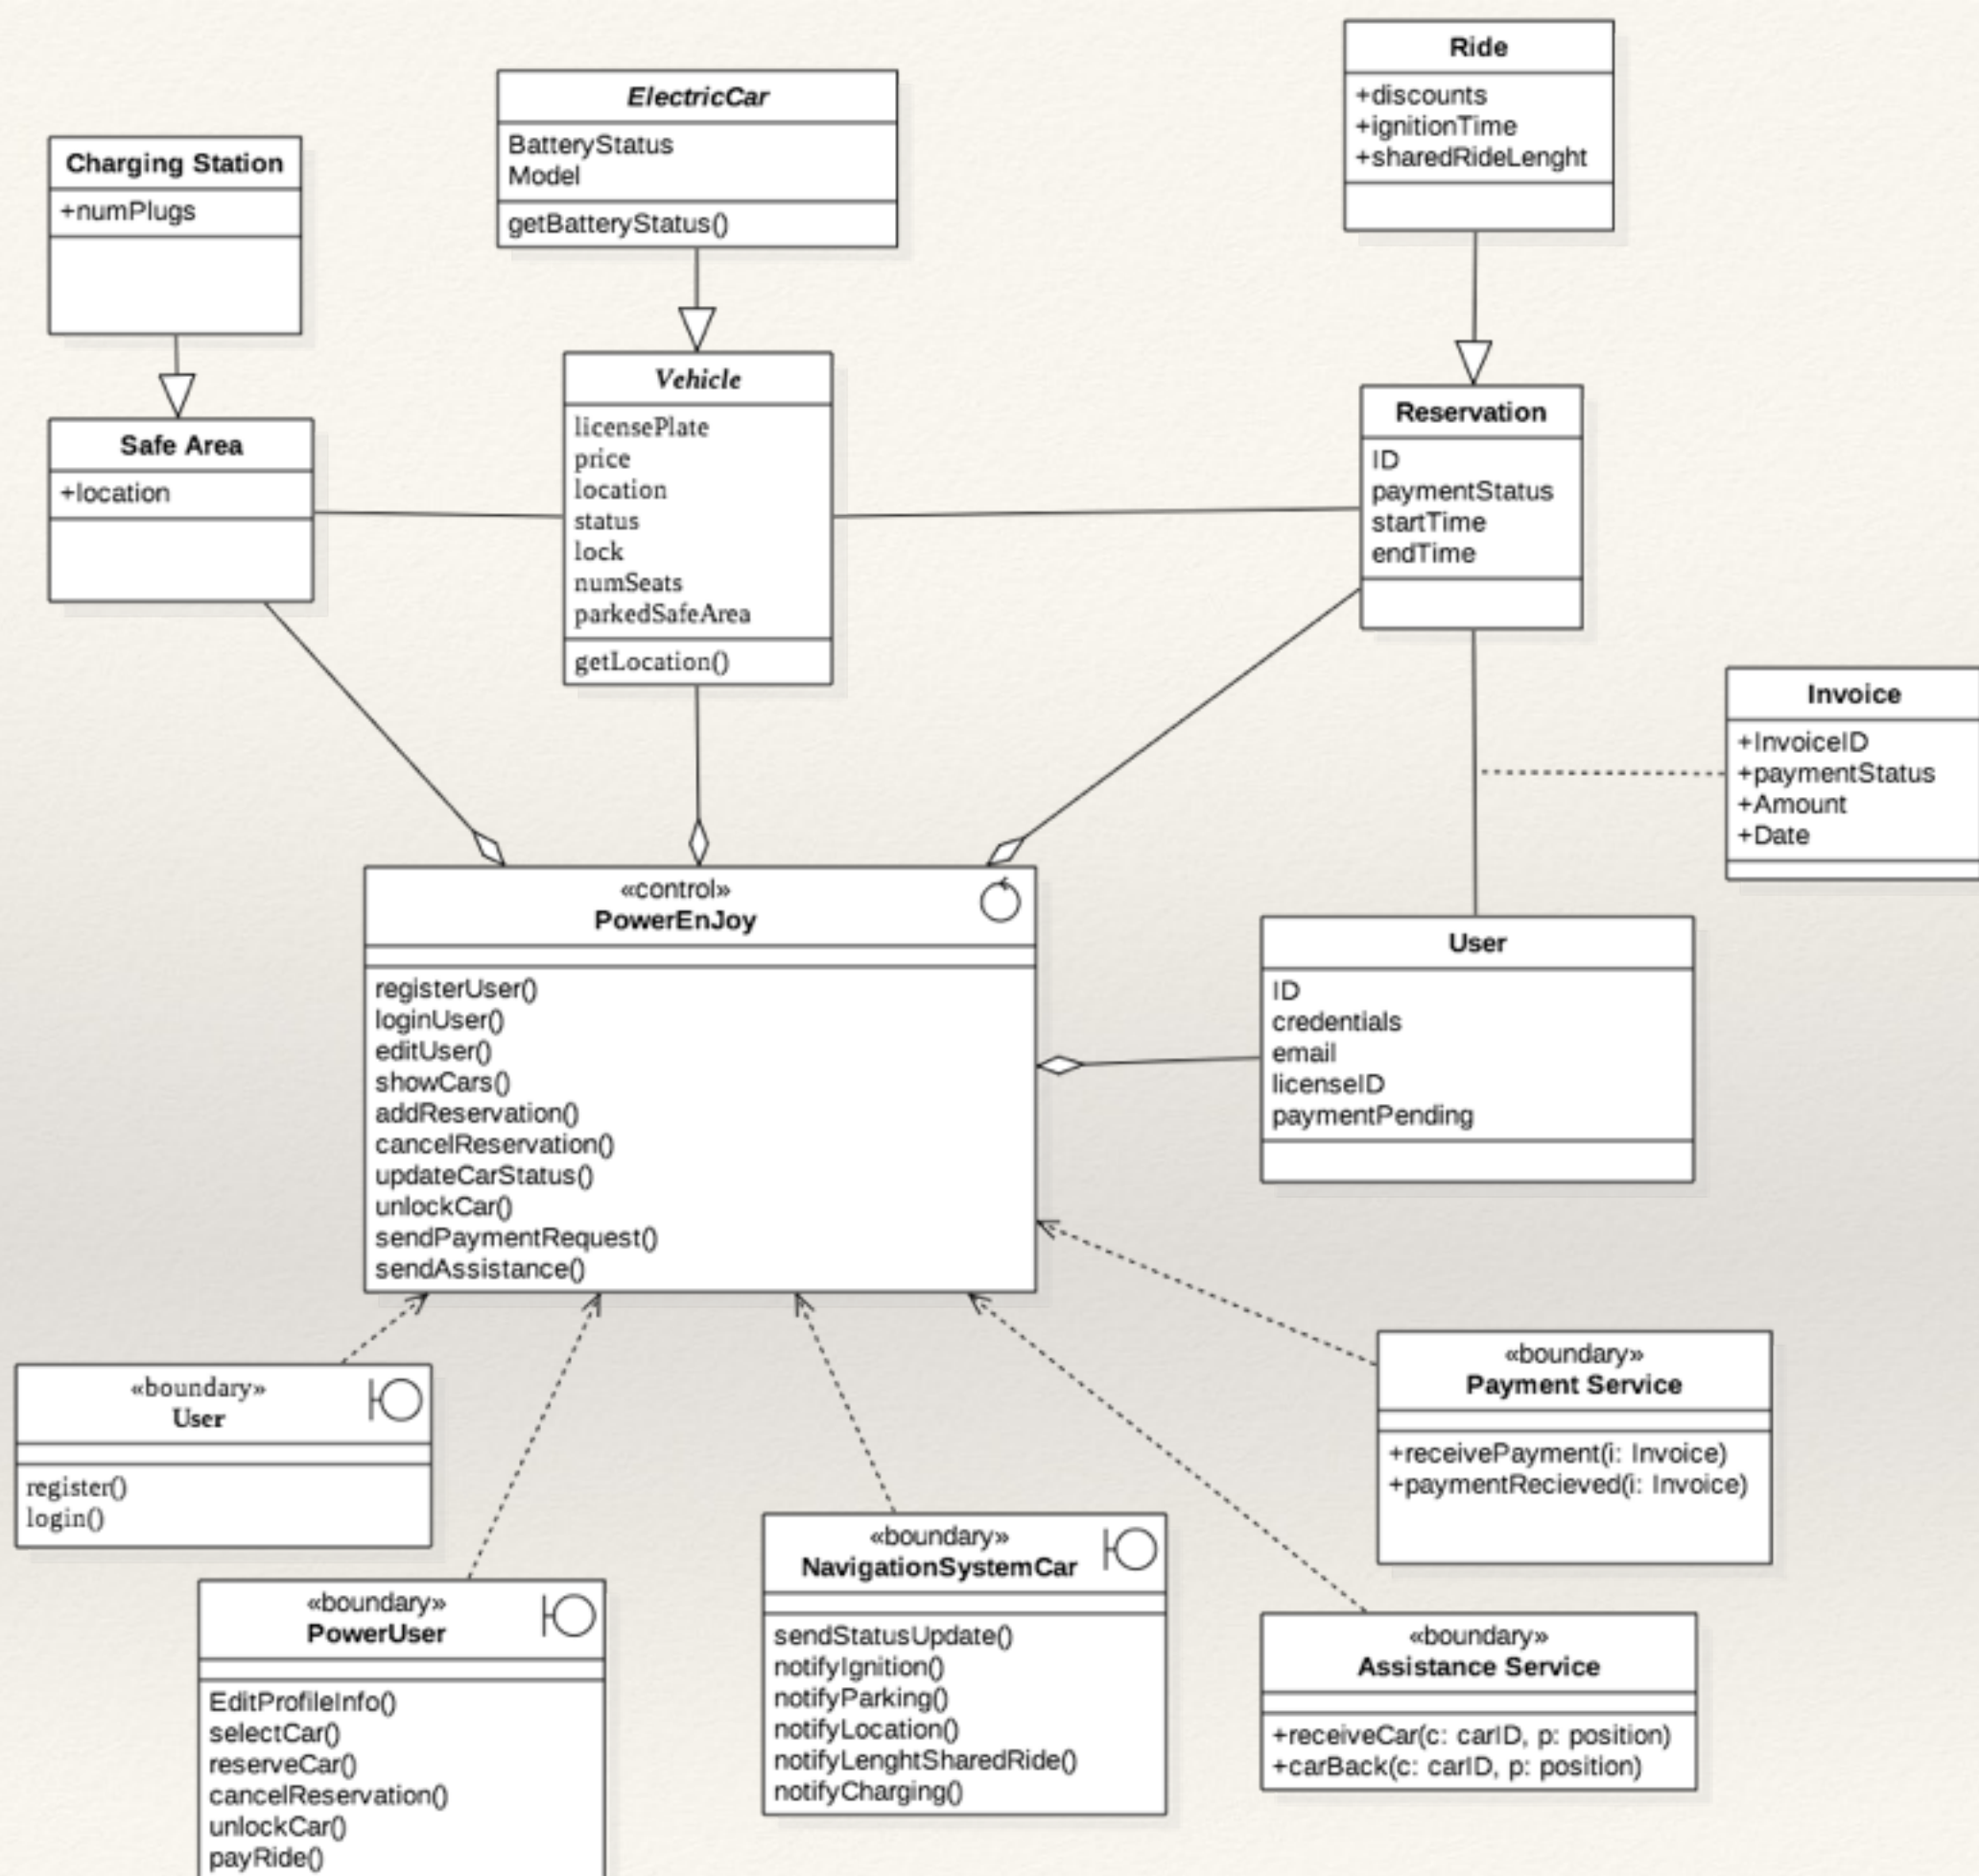 Ride
+discounts
+ignitionTime
+sharedRideLenght
ElectricCar
BatteryStatus
Model
getBatteryStatus()
Charging Station
+numPlugs
Vehicle
licensePlate
price
location
status
lock
numSeats
parkedSafeArea
getLocation()
Reservation
ID
paymentStatus
startTime
endTime
Safe Area
+location
Invoice
+InvoiceID
+paymentStatus
+Amount
+Date
«control»
PowerEnJoy
registerUser()
loginUser()
editUser()
showCars()
addReservation()
cancelReservation()
updateCarStatus()
unlockCar()
sendPaymentRequest()
sendAssistance()
User
ID
credentials
email
licenseID
paymentPending
«boundary»
User
register()
login()
«boundary»
Payment Service
+receivePayment(i: Invoice)
+paymentRecieved(i: Invoice)
«boundary»
PowerUser
EditProfileInfo()
selectCar()
reserveCar()
cancelReservation()
unlockCar()
payRide()
«boundary»
NavigationSystemCar
sendStatusUpdate()
notifyIgnition()
notifyParking()
notifyLocation()
notifyLenghtSharedRide()
notifyCharging()
«boundary»
Assistance Service
+receiveCar(c: carID, p: position)
+carBack(c: carID, p: position)